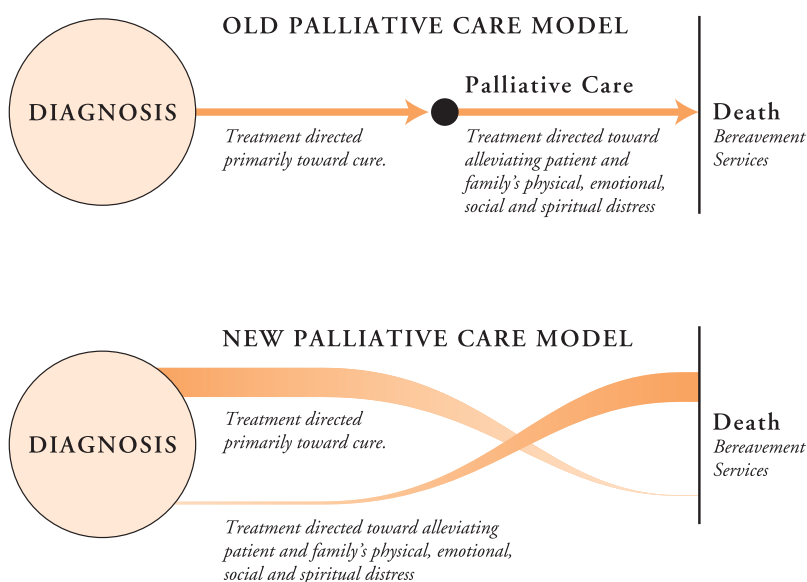 OLD PALLIATIVE CARE MODEL
DIAGNOSIS
Treatment directed
primarily toward cure.
Palliative Care
Treatment directed toward
alleviating patient and
family's physical, emotional,
social and spiritual distress
Death
Bereavement
Services
NEW PALLIATIVE CARE MODEL
DIAGNOSIS
Treatment directed
primarily toward cure.
Treatment directed toward alleviating
patient and family's physical, emotional,
social and spiritual distress
Death
Bereavement
Services